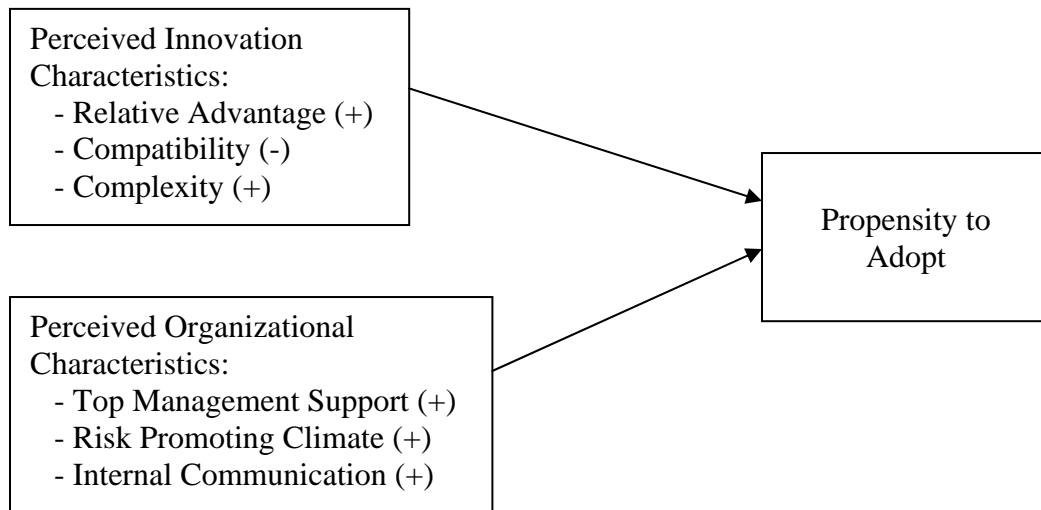 Perceived Innovation
Characteristics:
- Relative Advantage (+)
- Compatibility (-)
- Complexity (+)
Propensity to
Adopt
Perceived Organizational
Characteristics:
- Top Management Support (+)
- Risk Promoting Climate (+)
- Internal Communication (+)